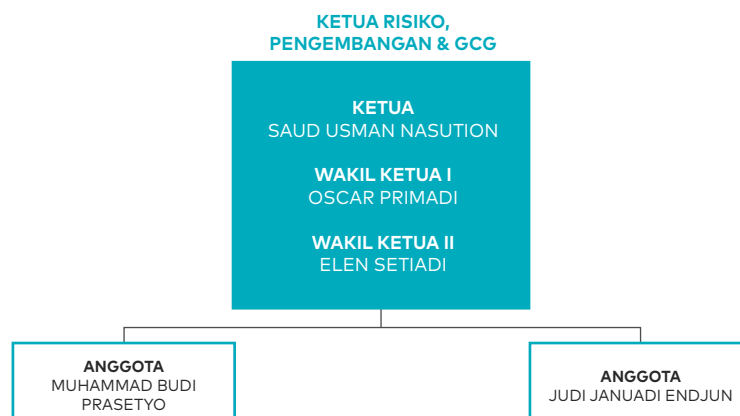 KETUA RISIKO,
PENGEMBANGAN & GCG
KETUA
SAUD USMAN NASUTION
WAKIL KETUA I
OSCAR PRIMADI
WAKIL KETUA II
ELEN SETIADI
ANGGOTA
MUHAMMAD BUDI
PRASETYO
ANGGOTA
JUDI JANUADI ENDJUN